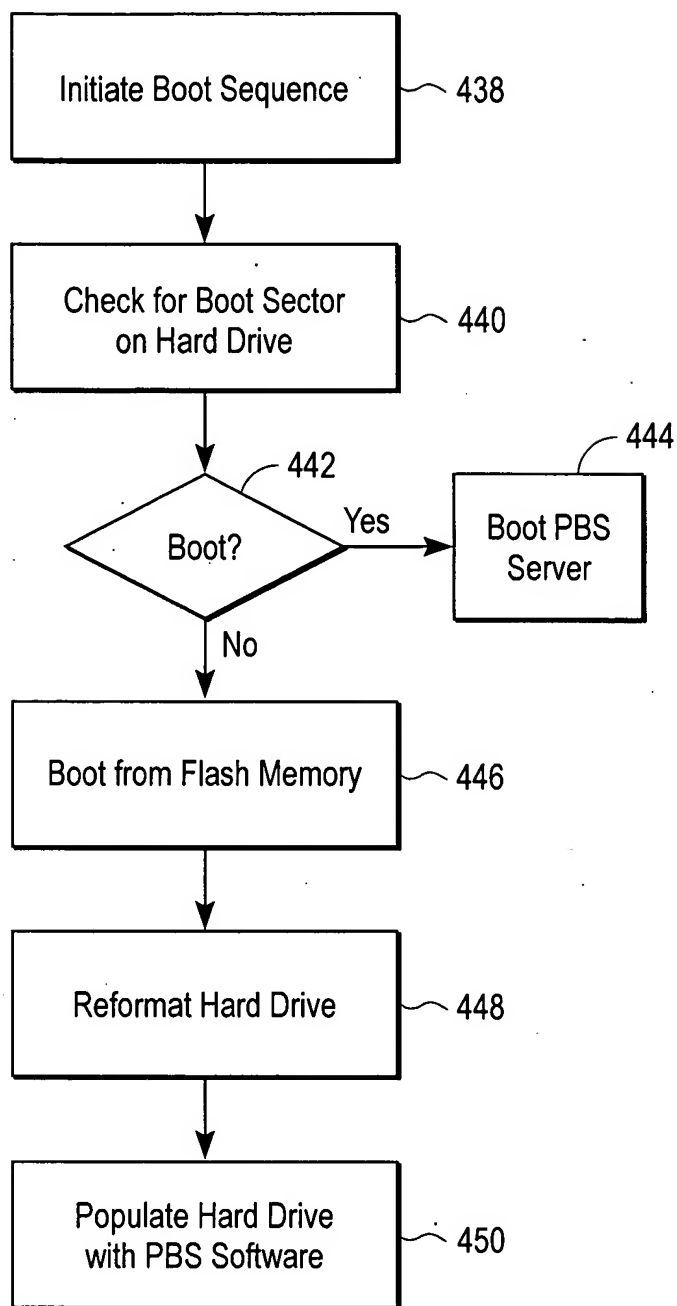 Initiate Boot Sequence
438
Check for Boot Sector
on Hard Drive
440
442
Boot?
Yes
444
Boot PBS
Server
No
Boot from Flash Memory
446
Reformat Hard Drive
448
Populate Hard Drive
with PBS Software
450